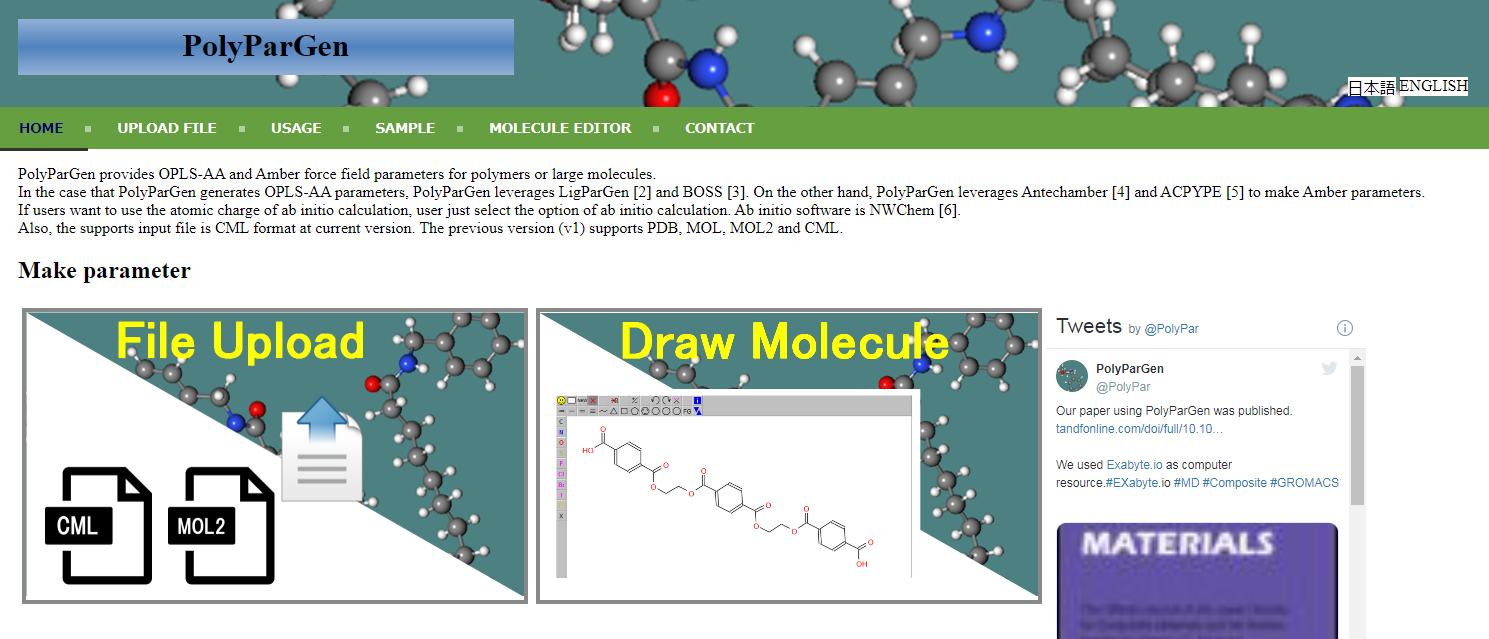 PolyParGen
日本語 ENGLISH
HOME UPLOAD FILE USAGE SAMPLE MOLECULE EDITOR CONTACT
PolyParGen provides OPLS-AA and Amber force field parameters for polymers or large molecules.
In the case that PolyParGen generates OPLS-AA parameters, PolyParGen leverages LigParGen [2] and BOSS [3]. On the other hand, PolyParGen leverages Antechamber [4] and ACPYPE [5] to make Amber parameters.
If users want to use the atomic charge of ab initio calculation, user just select the option of ab initio calculation. Ab initio software is NWChem [6].
Also, the supports input file is CML format at current version. The previous version (v1) supports PDB, MOL, MOL2 and CML.
Make parameter
File Upload
CML
MOL2
Draw Molecule
NEW
FG
C
N
O
S
F
Cl
Br
I
X
HO
O
O
O
O
O
O
O
O
O
O
OH
Tweets by @PolyPar
PolyParGen
@PolyPar
Our paper using PolyParGen was published.
tandfonline.com/doi/full/10.10...
We used Exabyte.io as computer
resource.#EXabyte.io #MD #Composite #GROMACS
MATERIALS